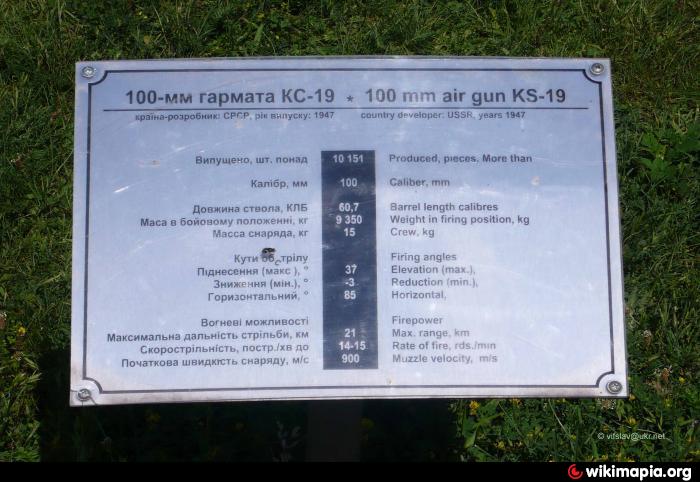 100-мм гармата КС-19 * 100 mm air gun KS-19
країна-розробник: СРСР, рік випуску: 1947 country developer: USSR, years 1947
Випущено, шт. понад 10 151 Produced, pieces, More than
Калібр, мм 100 Caliber, mm
Довжина ствола, КЛБ 60,7 Barrel length calibres
Маса в бойовому положенні, кг 9 350 Weight in firing position, kg
Масса снаряда, кг 15 Crew, kg
Кути обстрілу Firing angles
Піднесення (макс ), ° 37 Elevation (max.),
Зниження (мін.), ° -3 Reduction (min.),
Горизонтальний, ° 85 Horizontal,
Вогневі можливості Firepower
Максимальна дальність стрільби, км 21 Max. range, km
Скорострільність, постр./хв до 14-15 Rate of fire, rds./min
Початкова швидкість снаряду, м/с 900 Muzzle velocity, m/s
© vitslav@ukr.net
wikimapia.org